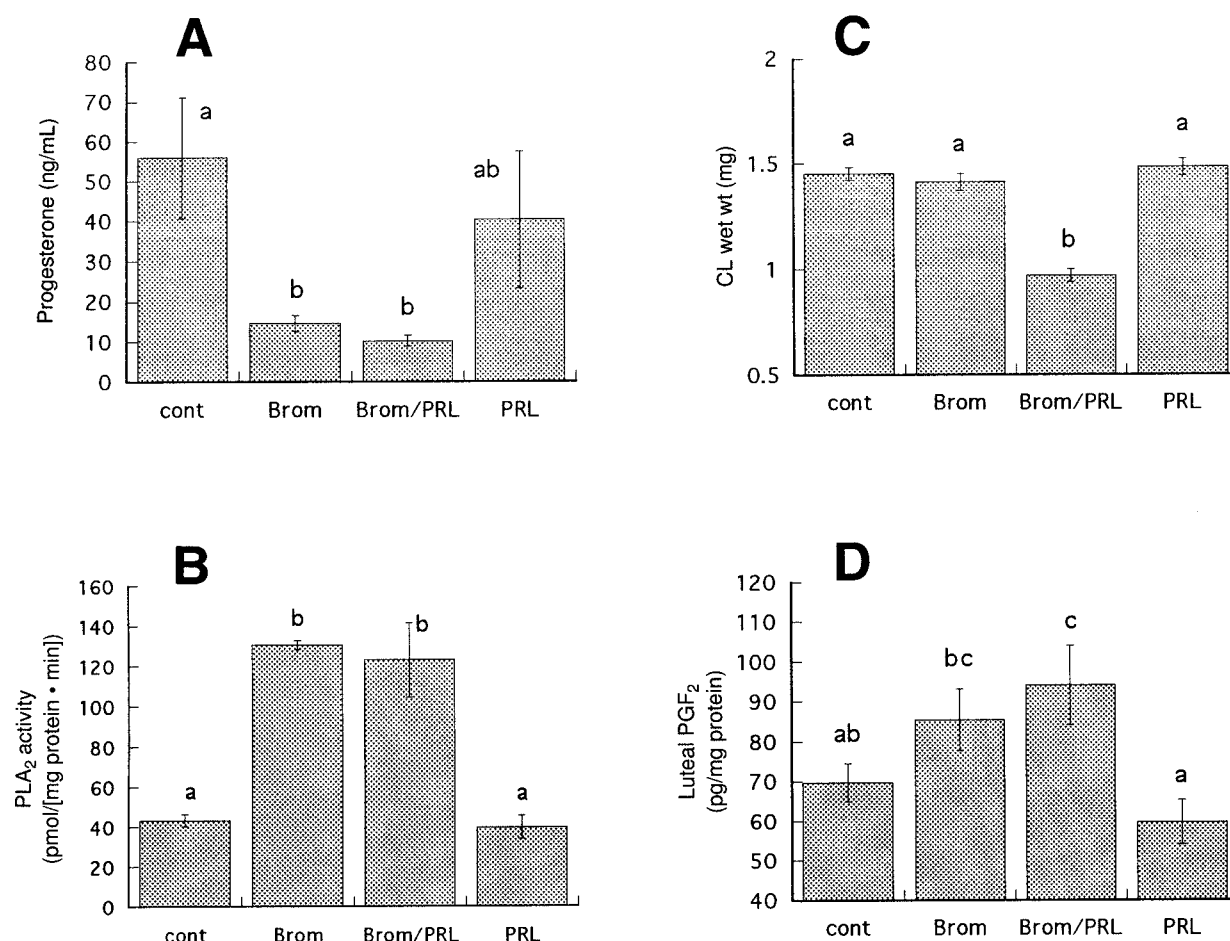 A
Progesterone (ng/mL)
80
70
60
50
40
30
20
10
0
a
b
b
ab
cont Brom Brom/PRL PRL
C
CL wet wt (mg)
2
1.5
1
0.5
a
a
b
a
cont Brom Brom/PRL PRL
B
PLA2 activity
(pmol/[mg protein • min])
160
140
120
100
80
60
40
20
0
a
b
b
a
cont Brom Brom/PRL PRL
D
Luteal PGF2
(pg/mg protein)
120
110
100
90
80
70
60
50
40
ab
bc
c
a
cont Brom Brom/PRL PRL